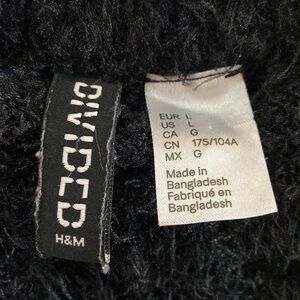 DIVIDED
H&M
EUR L
US L
CA G
CN 175/104A
MX G
Made in
Bangladesh
Fabriqué en
Bangladesh